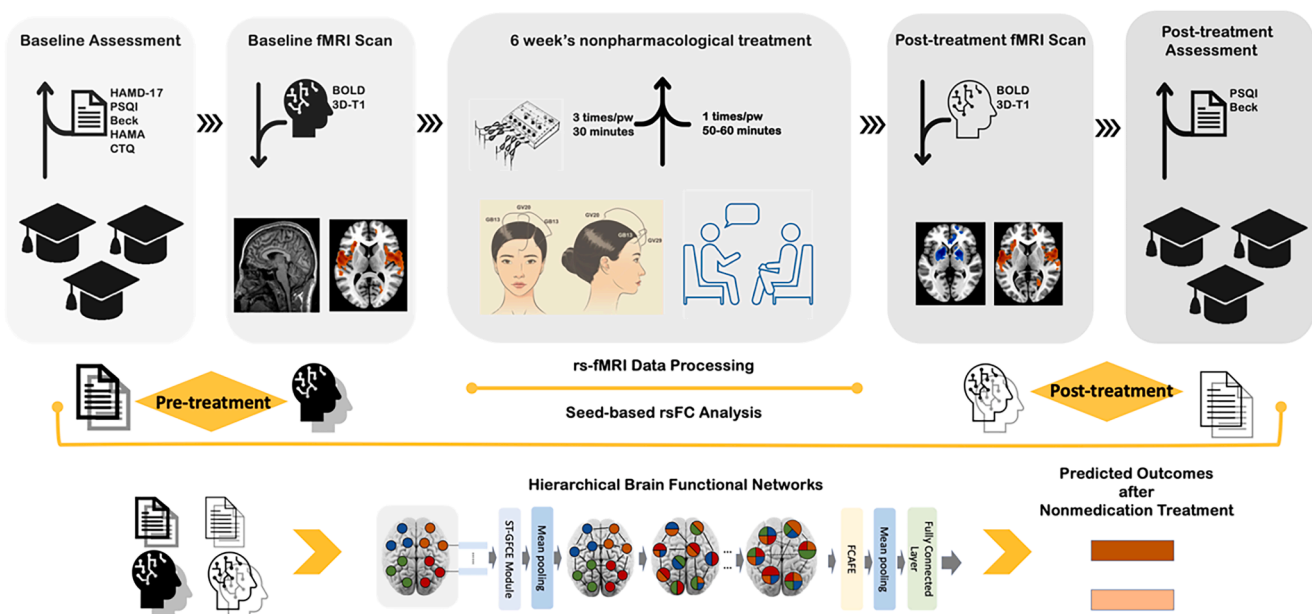 Baseline Assessment
HAMD-17
PSQI
Beck
HAMA
CTQ
Baseline fMRI Scan
BOLD
3D-T1
6 week's nonpharmacological treatment
3 times/pw
30 minutes
1 times/pw
50-60 minutes
GV20
GB13
GB13
GV20
GB13
GV29
Post-treatment fMRI Scan
BOLD
3D-T1
Post-treatment
Assessment
PSQI
Beck
Pre-treatment
rs-fMRI Data Processing
Seed-based rsFC Analysis
Post-treatment
Hierarchical Brain Functional Networks
ST-GFCE
Module
Mean pooling
...
...
FCAFE
Mean pooling
Fully Connected
Layer
Predicted Outcomes
after
Nonmedication Treatment